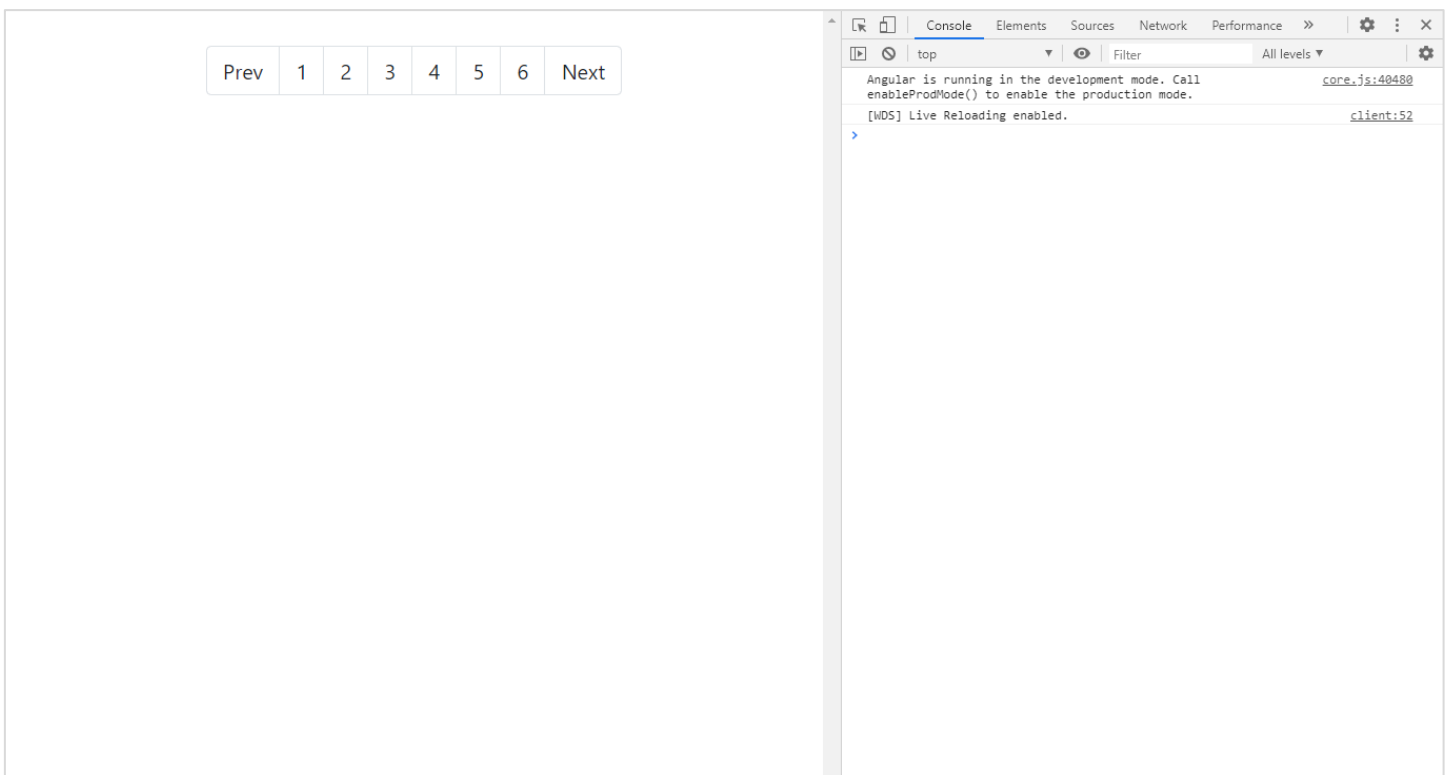 Prev 1 2 3 4 5 6 Next
Console Elements Sources Network Performance »
top Filter All levels
Angular is running in the development mode. Call core.js:40480
enableProdMode() to enable the production mode.
[WDS] Live Reloading enabled. client:52